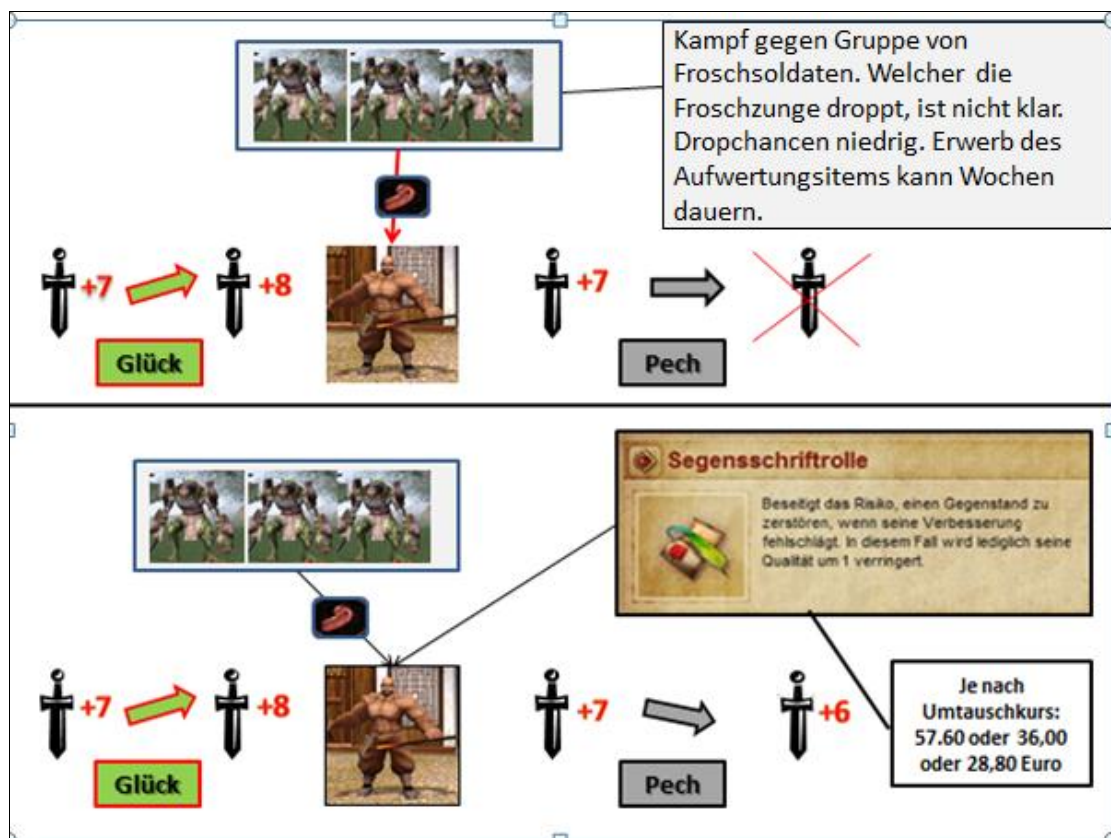 Kampf gegen Gruppe von
Froschsoldaten. Welcher die
Froschzunge droppt, ist nicht klar.
Dropchancen niedrig. Erwerb des
Aufwertungsitems kann Wochen
dauern.
+7
+8
+7
Glück
Pech
Segensschriftrolle
Beseitigt das Risiko, einen Gegenstand zu
zerstören, wenn seine Verbesserung
fehlschlägt. In diesem Fall wird lediglich seine
Qualität um 1 verringert.
+7
+8
+7
+6
Glück
Pech
Je nach
Umtauschkurs:
57.60 oder 36,00
oder 28,80 Euro